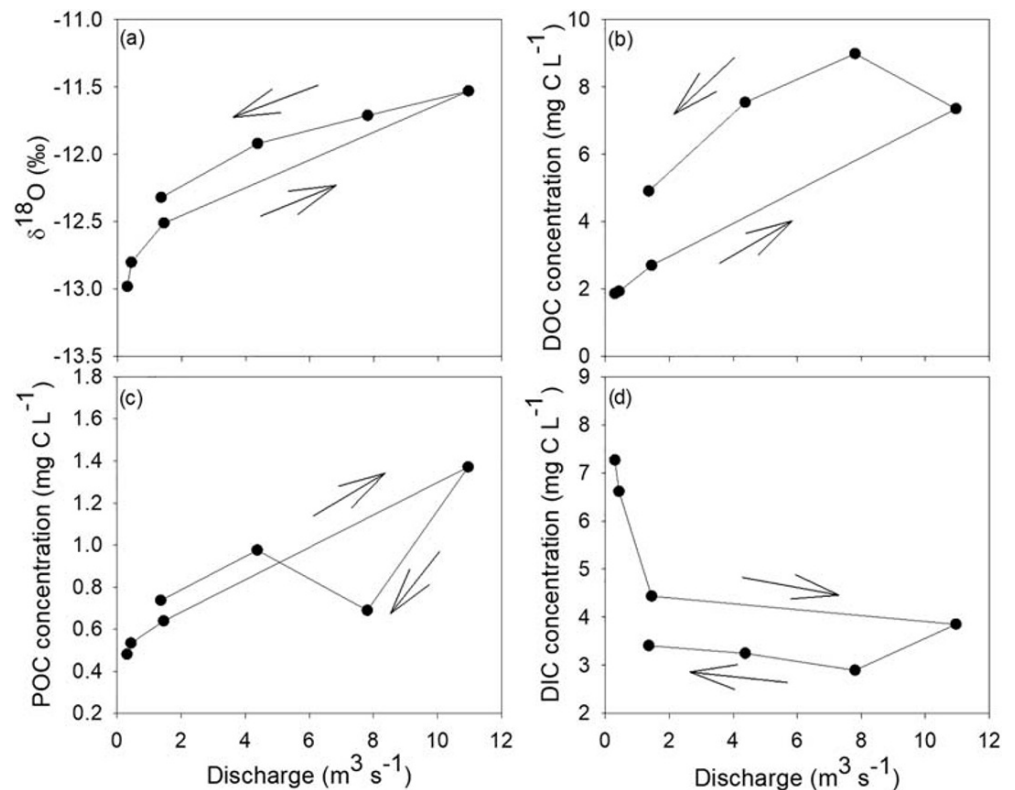 (a)
δ18O (‰)
-11.0
-11.5
-12.0
-12.5
-13.0
-13.5
(b)
DOC concentration (mg C L-1)
10
8
6
4
2
0
(c)
POC concentration (mg C L-1)
1.8
1.6
1.4
1.2
1.0
0.8
0.6
0.4
0.2
0 2 4 6 8 10 12
Discharge (m3 s-1)
(d)
DIC concentration (mg C L-1)
9
8
7
6
5
4
3
2
0 2 4 6 8 10 12
Discharge (m3 s-1)